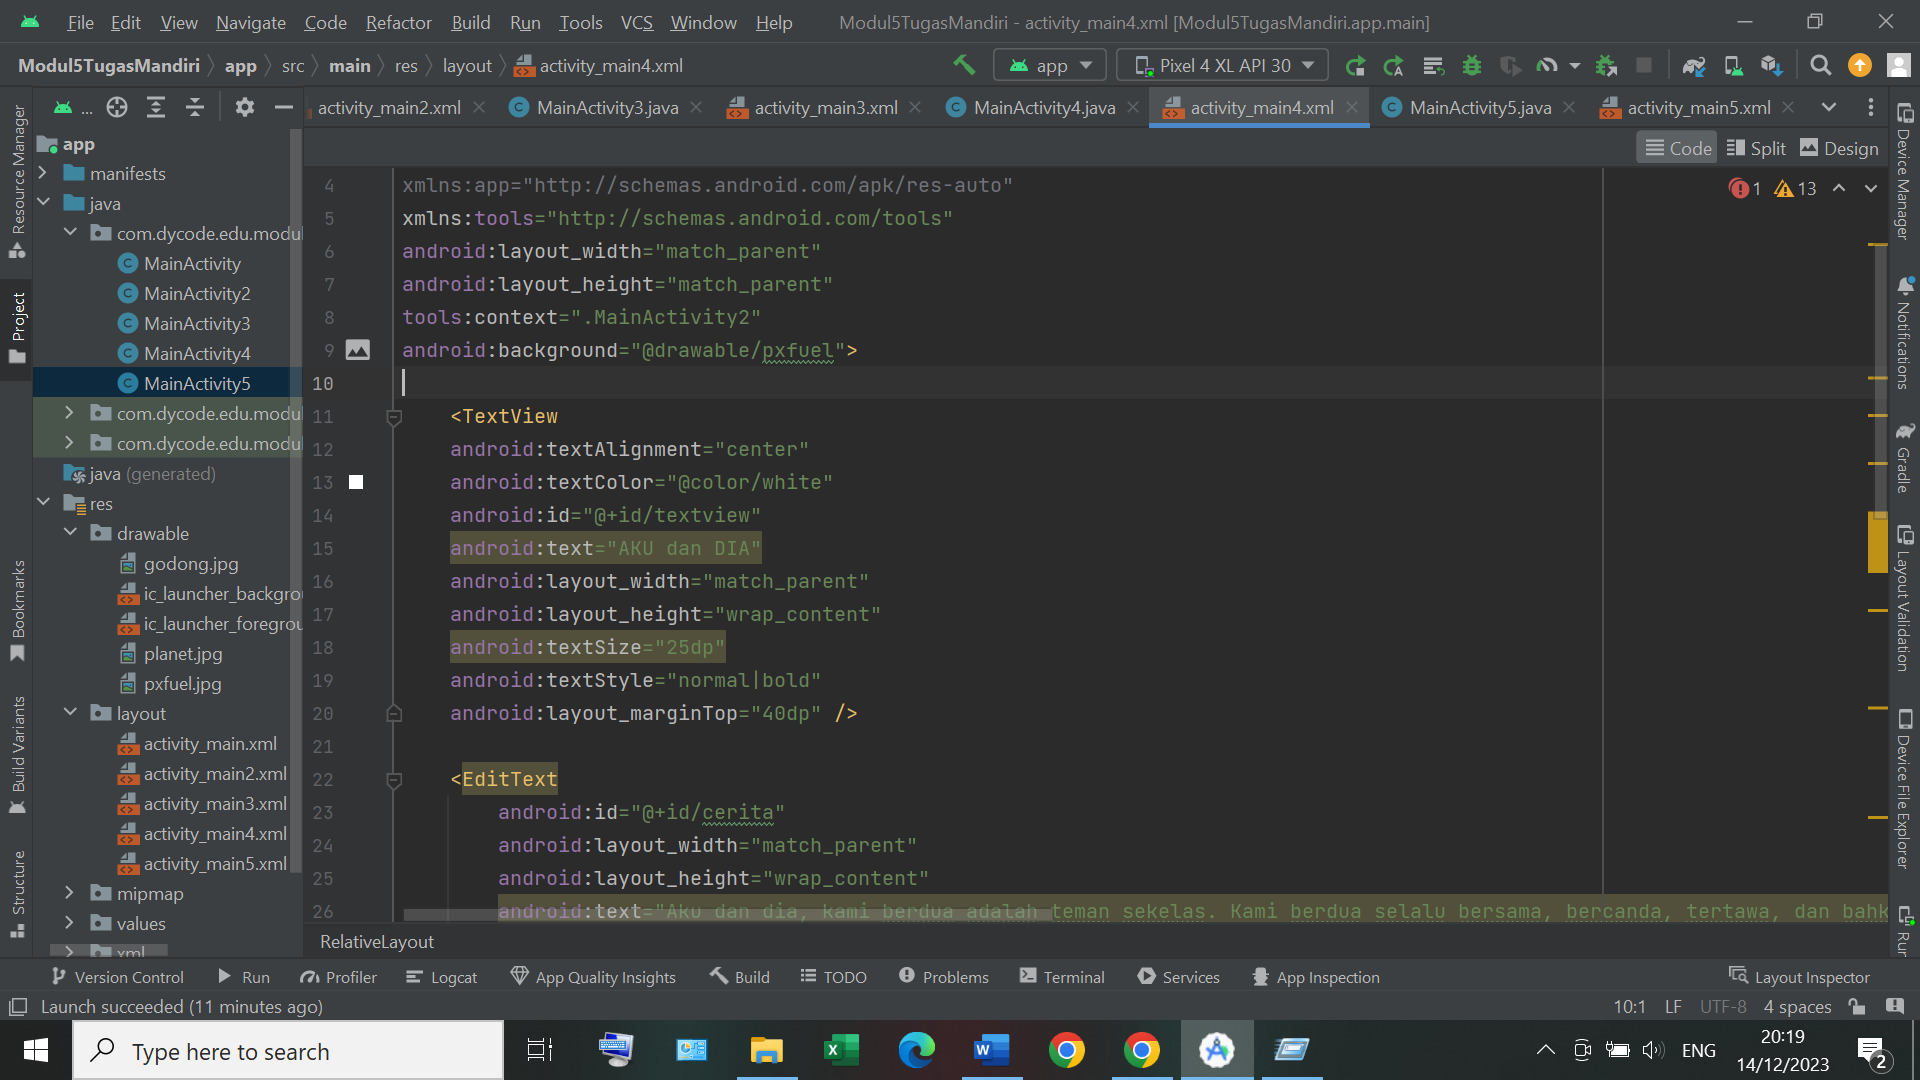 File Edit View Navigate Code Refactor Build Run Tools VCS Window Help Modul5TugasMandiri - activity_main4.xml [Modul5TugasMandiri.app.main]
Modul5TugasMandiri app src main res layout activity_main4.xml app Pixel 4 XL API 30
... activity_main2.xml MainActivity3.java activity_main3.xml MainActivity4.java activity_main4.xml MainActivity5.java activity_main5.xml
Code Split Design
Resource Manager
Project
Bookmarks
Build Variants
Structure
app
manifests
java
com.dycode.edu.modul
MainActivity
MainActivity2
MainActivity3
MainActivity4
MainActivity5
com.dycode.edu.modul
com.dycode.edu.modul
java (generated)
res
drawable
godong.jpg
ic_launcher_backgrou
ic_launcher_foregrou
planet.jpg
pxfuel.jpg
layout
activity_main.xml
activity_main2.xml
activity_main3.xml
activity_main4.xml
activity_main5.xml
mipmap
values
xml
1 13
4 xmlns:app="http://schemas.android.com/apk/res-auto"
5 xmlns:tools="http://schemas.android.com/tools"
6 android:layout_width="match_parent"
7 android:layout_height="match_parent"
8 tools:context=".MainActivity2"
9 android:background="@drawable/pxfuel">
10
11 <TextView
12 android:textAlignment="center"
13 android:textColor="@color/white"
14 android:id="@+id/textview"
15 android:text="AKU dan DIA"
16 android:layout_width="match_parent"
17 android:layout_height="wrap_content"
18 android:textSize="25dp"
19 android:textStyle="normal|bold"
20 android:layout_marginTop="40dp" />
21
22 <EditText
23 android:id="@+id/cerita"
24 android:layout_width="match_parent"
25 android:layout_height="wrap_content"
26 android:text="Aku dan dia, kami berdua adalah teman sekelas. Kami berdua selalu bersama, bercanda, tertawa, dan bahk
RelativeLayout
Device Manager
Notifications
Gradle
Layout Validation
Device File Explorer
Run
Version Control Run Profiler Logcat App Quality Insights Build TODO Problems Terminal Services App Inspection Layout Inspector
Launch succeeded (11 minutes ago) 10:1 LF UTF-8 4 spaces
Type here to search
ENG
20:19
14/12/2023
2